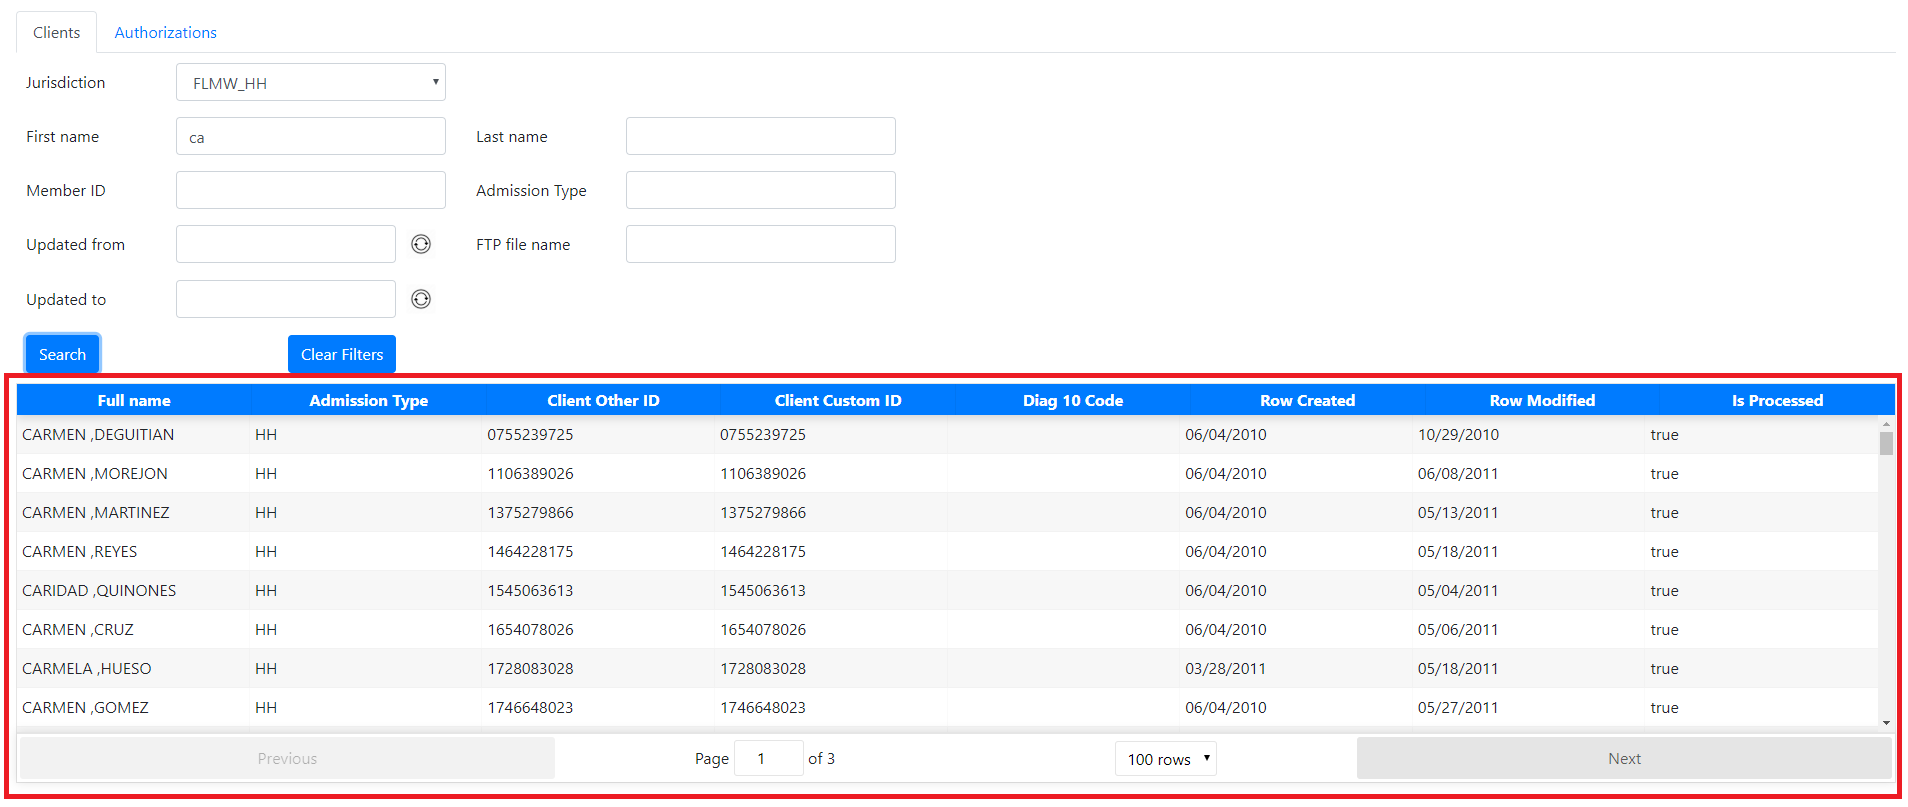 Clients Authorizations
Jurisdiction FLMW_HH
First name ca Last name
Member ID Admission Type
Updated from FTP file name
Updated to
Search Clear Filters
Full name Admission Type Client Other ID Client Custom ID Diag 10 Code Row Created Row Modified Is Processed
CARMEN ,DEGUITIAN HH 0755239725 0755239725 06/04/2010 10/29/2010 true
CARMEN ,MOREJON HH 1106389026 1106389026 06/04/2010 06/08/2011 true
CARMEN ,MARTINEZ HH 1375279866 1375279866 06/04/2010 05/13/2011 true
CARMEN ,REYES HH 1464228175 1464228175 06/04/2010 05/18/2011 true
CARIDAD ,QUINONES HH 1545063613 1545063613 06/04/2010 05/04/2011 true
CARMEN ,CRUZ HH 1654078026 1654078026 06/04/2010 05/06/2011 true
CARMELA ,HUESO HH 1728083028 1728083028 03/28/2011 05/18/2011 true
CARMEN ,GOMEZ HH 1746648023 1746648023 06/04/2010 05/27/2011 true
Previous Page 1 of 3 100 rows Next